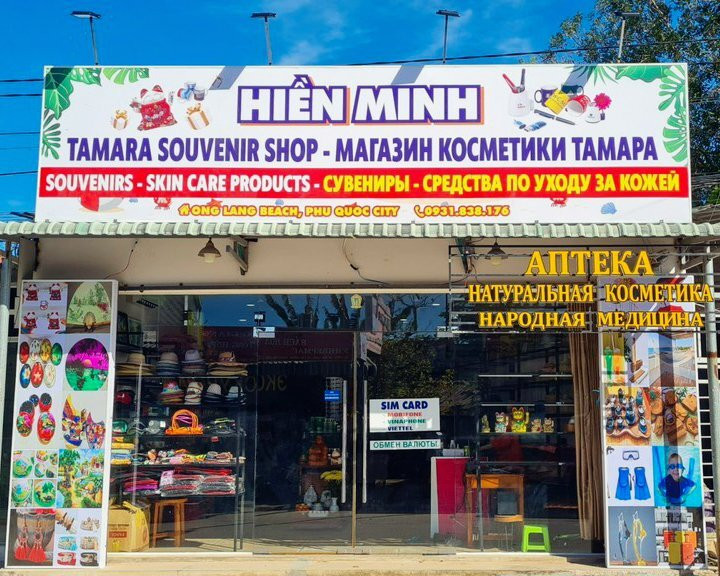 HIỀN MINH
TAMARA SOUVENIR SHOP - МАГАЗИН КОСМЕТИКИ ТАМАРА
SOUVENIRS - SKIN CARE PRODUCTS - СУВЕНИРЫ - СРЕДСТВА ПО УХОДУ ЗА КОЖЕЙ
ONG LANG BEACH, PHU QUOC CITY 0931.838.176
АПТЕКА
НАТУРАЛЬНАЯ КОСМЕТИКА
НАРОДНАЯ МЕДИЦИНА
SIM CARD
- MOBIFONE
- VINAPHONE
VIETTEL
ОБМЕН ВАЛЮТЫ